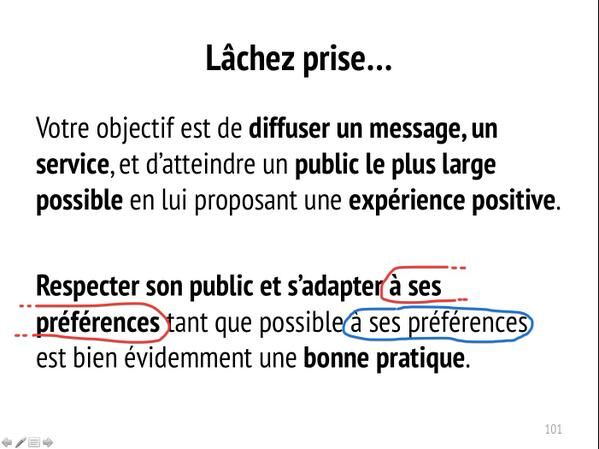 Lâchez prise...
Votre objectif est de diffuser un message, un
service, et d'atteindre un public le plus large
possible en lui proposant une expérience positive.
Respecter son public et s'adapter à ses
préférences tant que possible à ses préférences
est bien évidemment une bonne pratique.
101